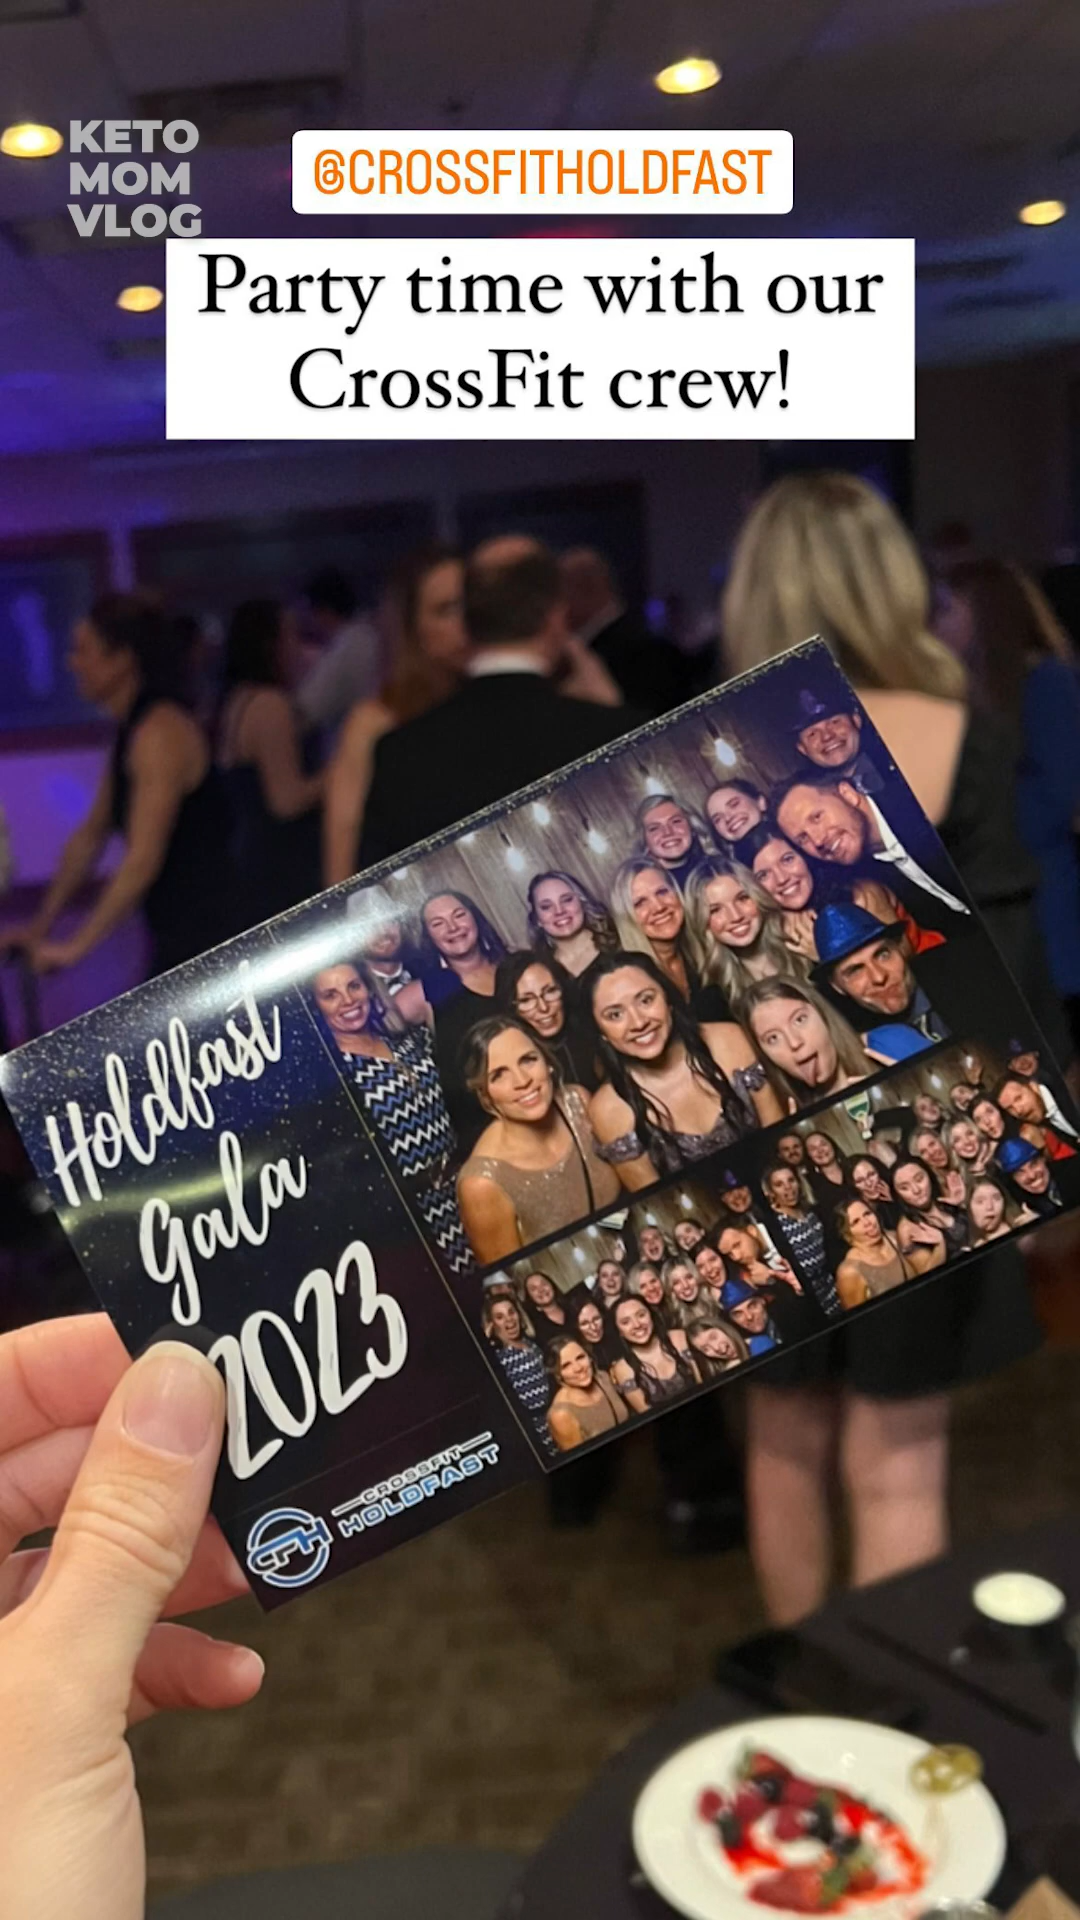 KETO
MOM
VLOG
@CROSSFITHOLDFAST
Party time with our
CrossFit crew!
Holdfast
Gala
2023
CFH
CROSSFIT
HOLDFAST